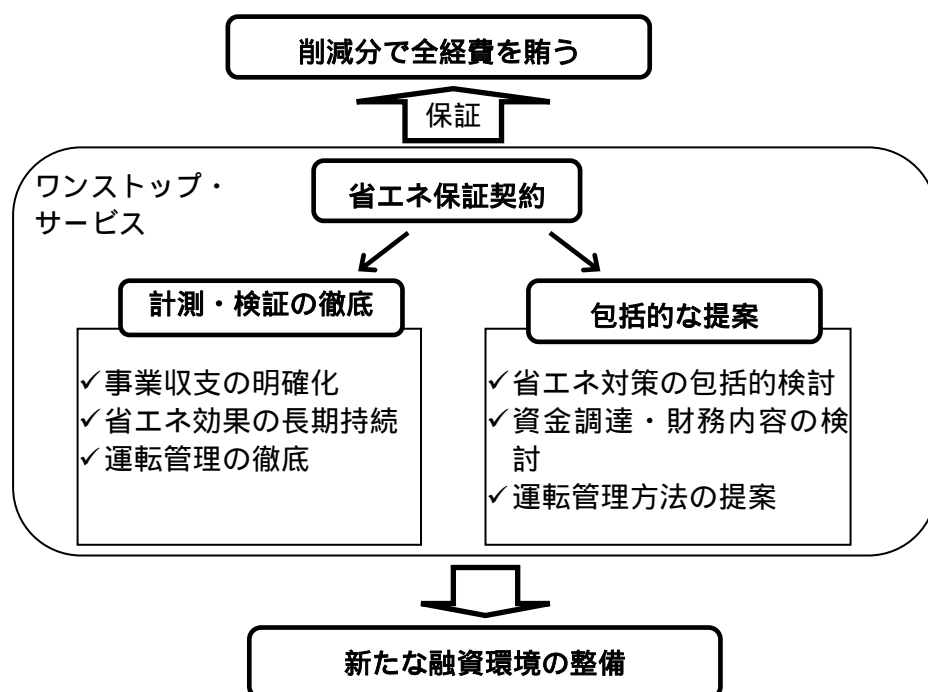 削減分で全経費を賄う
保証
ワンストップ・
サービス
省エネ保証契約
計測・検証の徹底
✓事業収支の明確化
✓省エネ効果の長期持続
✓運転管理の徹底
包括的な提案
✓省エネ対策の包括的検討
✓資金調達・財務内容の検
討
✓運転管理方法の提案
新たな融資環境の整備